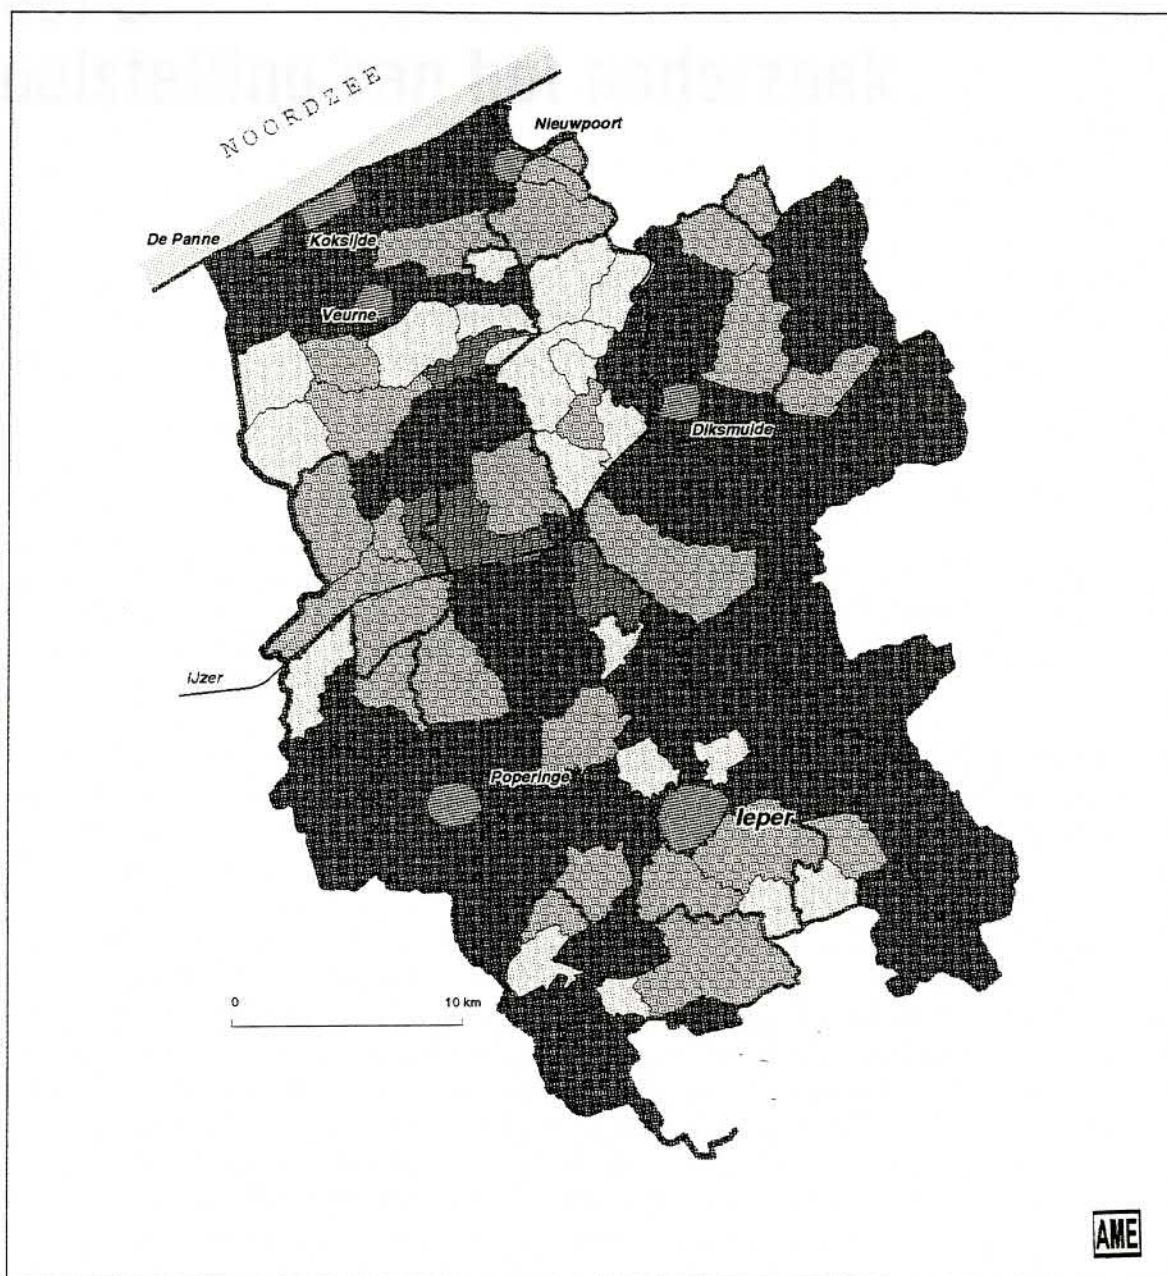 NOORDZEE
Nieuwpoort
De Panne
Koksijde
Veurne
Diksmuide
IJzer
Poperinge
Ieper
0
10 km
AME